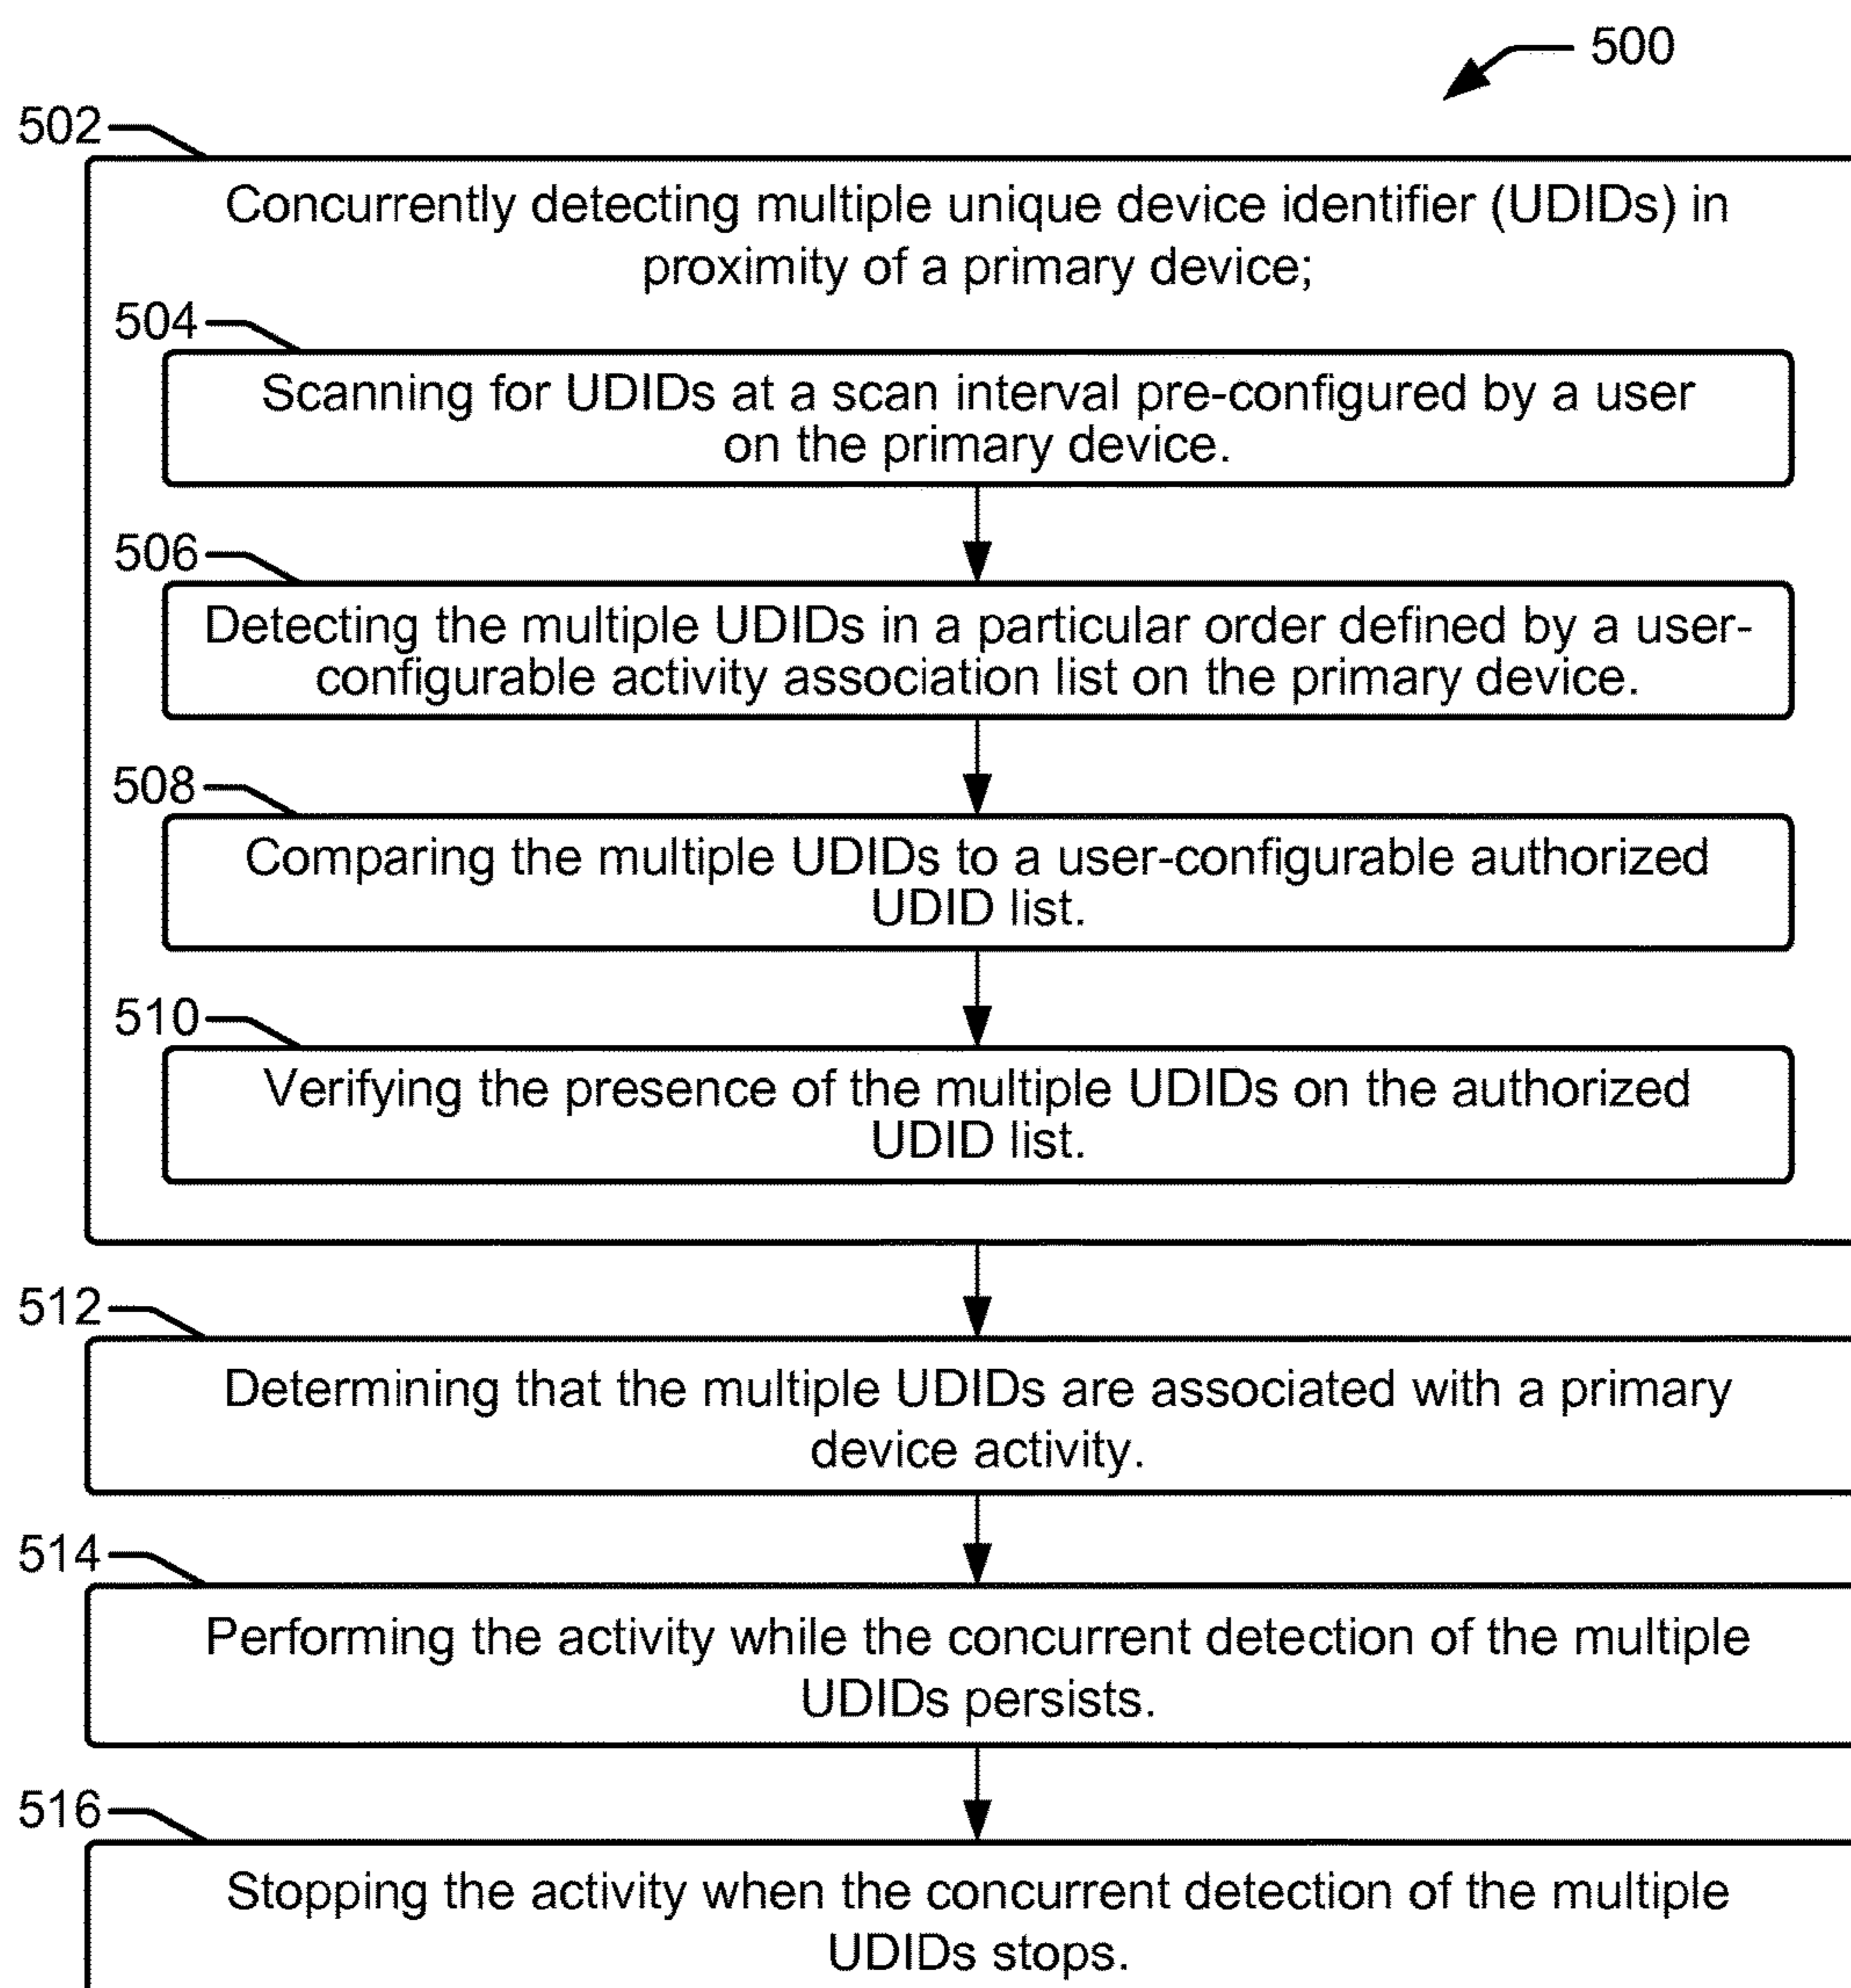 500
502
Concurrently detecting multiple unique device identifier (UDIDs) in
proximity of a primary device;
504
Scanning for UDIDs at a scan interval pre-configured by a user
on the primary device.
506
Detecting the multiple UDIDs in a particular order defined by a user-
configurable activity association list on the primary device.
508
Comparing the multiple UDIDs to a user-configurable authorized
UDID list.
510
Verifying the presence of the multiple UDIDs on the authorized
UDID list.
512
Determining that the multiple UDIDs are associated with a primary
device activity.
514
Performing the activity while the concurrent detection of the multiple
UDIDs persists.
516
Stopping the activity when the concurrent detection of the multiple
UDIDs stops.